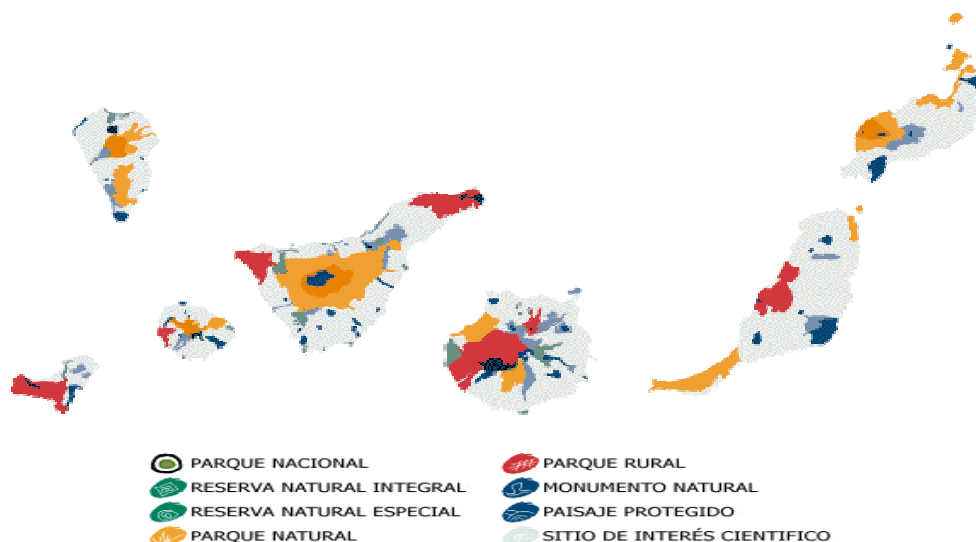 PARQUE NACIONAL
RESERVA NATURAL INTEGRAL
RESERVA NATURAL ESPECIAL
PARQUE NATURAL
PARQUE RURAL
MONUMENTO NATURAL
PAISAJE PROTEGIDO
SITIO DE INTERÉS CIENTIFICO